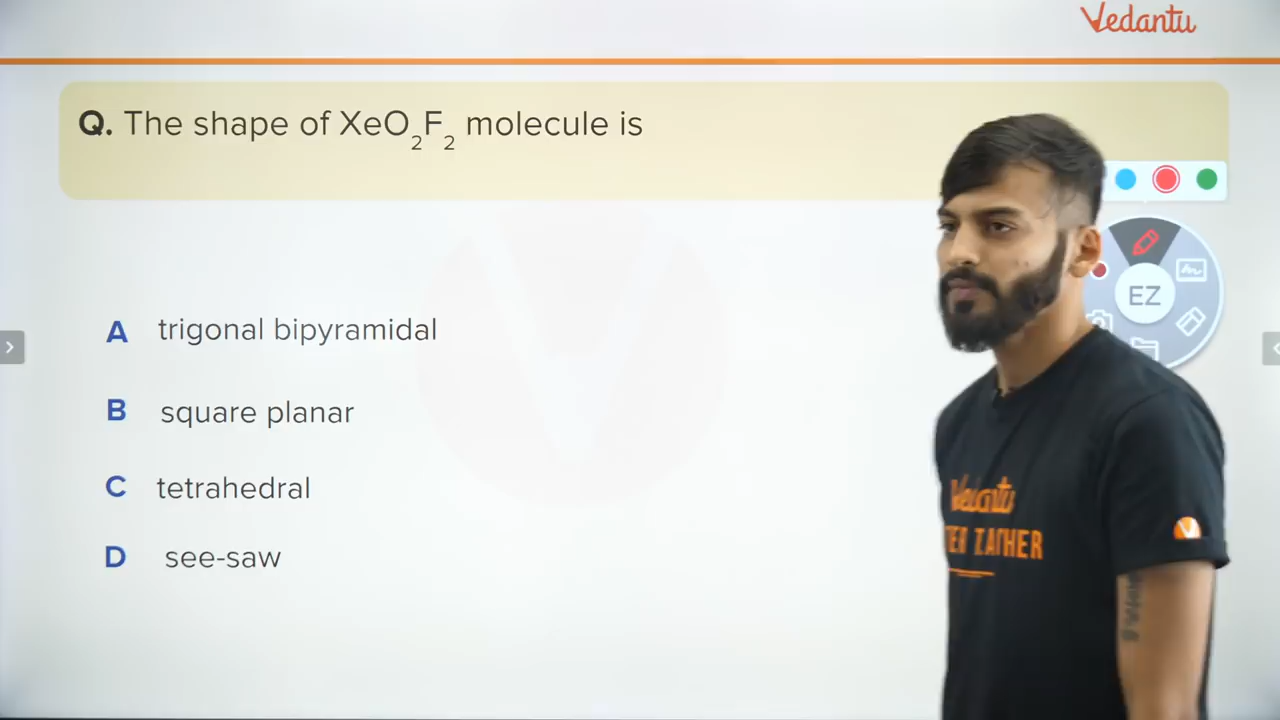 Vedantu
Q. The shape of XeO₂F₂ molecule is
EZ
A trigonal bipyramidal
B square planar
C tetrahedral
D see-saw
Vedantu